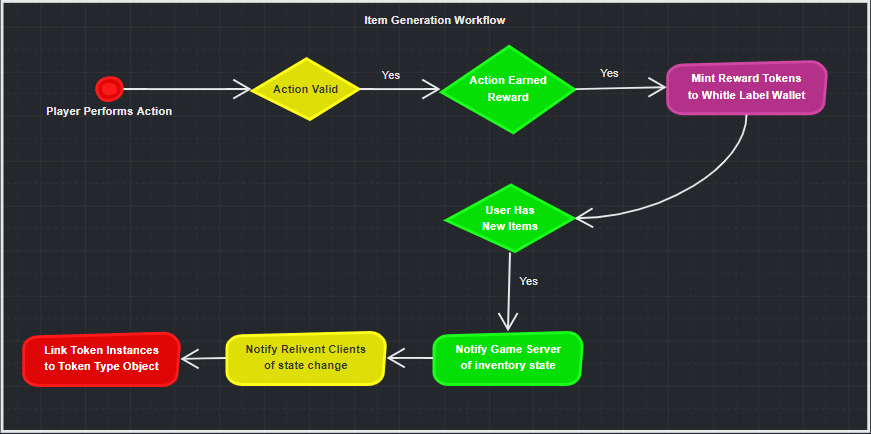 Item Generation Workflow
Player Performs Action
Action Valid
Yes
Action Earned
Reward
Yes
Mint Reward Tokens
to Whitle Label Wallet
User Has
New Items
Yes
Notify Game Server
of inventory state
Notify Relivent Clients
of state change
Link Token Instances
to Token Type Object